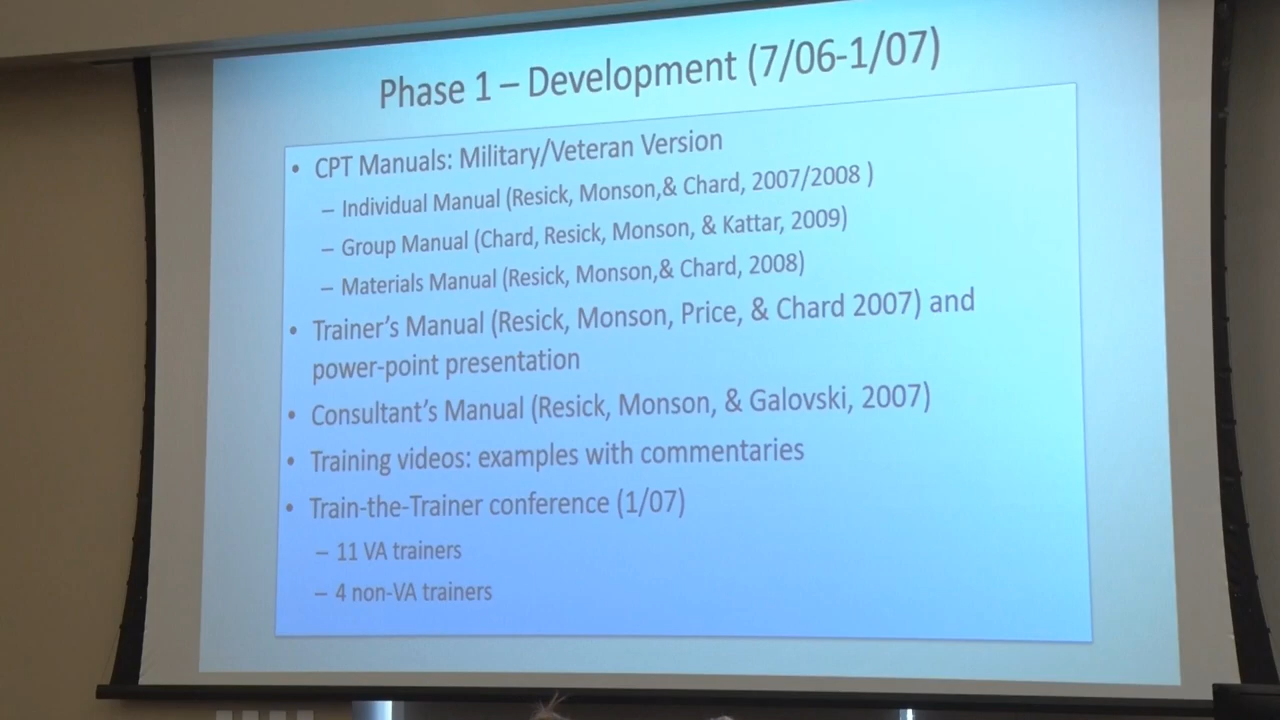 Phase 1 – Development (7/06-1/07)
• CPT Manuals: Military/Veteran Version
– Individual Manual (Resick, Monson,& Chard, 2007/2008 )
– Group Manual (Chard, Resick, Monson, & Kattar, 2009)
– Materials Manual (Resick, Monson,& Chard, 2008)
• Trainer’s Manual (Resick, Monson, Price, & Chard 2007) and
power-point presentation
• Consultant’s Manual (Resick, Monson, & Galovski, 2007)
• Training videos: examples with commentaries
• Train-the-Trainer conference (1/07)
– 11 VA trainers
– 4 non-VA trainers